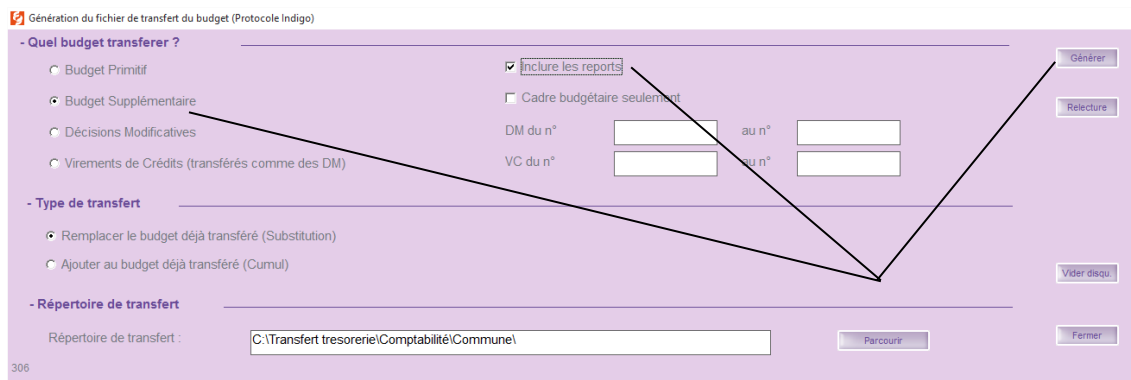 Génération du fichier de transfert du budget (Protocole Indigo)
- Quel budget transferer ?
Budget Primitif
Inclure les reports
Générer
Budget Supplémentaire
Cadre budgétaire seulement
Relecture
Décisions Modificatives
DM du n°
au n°
Virements de Crédits (transférés comme des DM)
VC du n°
au n°
- Type de transfert
Remplacer le budget déjà transféré (Substitution)
Ajouter au budget déjà transféré (Cumul)
Vider disqu.
- Répertoire de transfert
Répertoire de transfert :
C:\Transfert tresorerie\Comptabilité\Commune\
Parcourir
Fermer
306